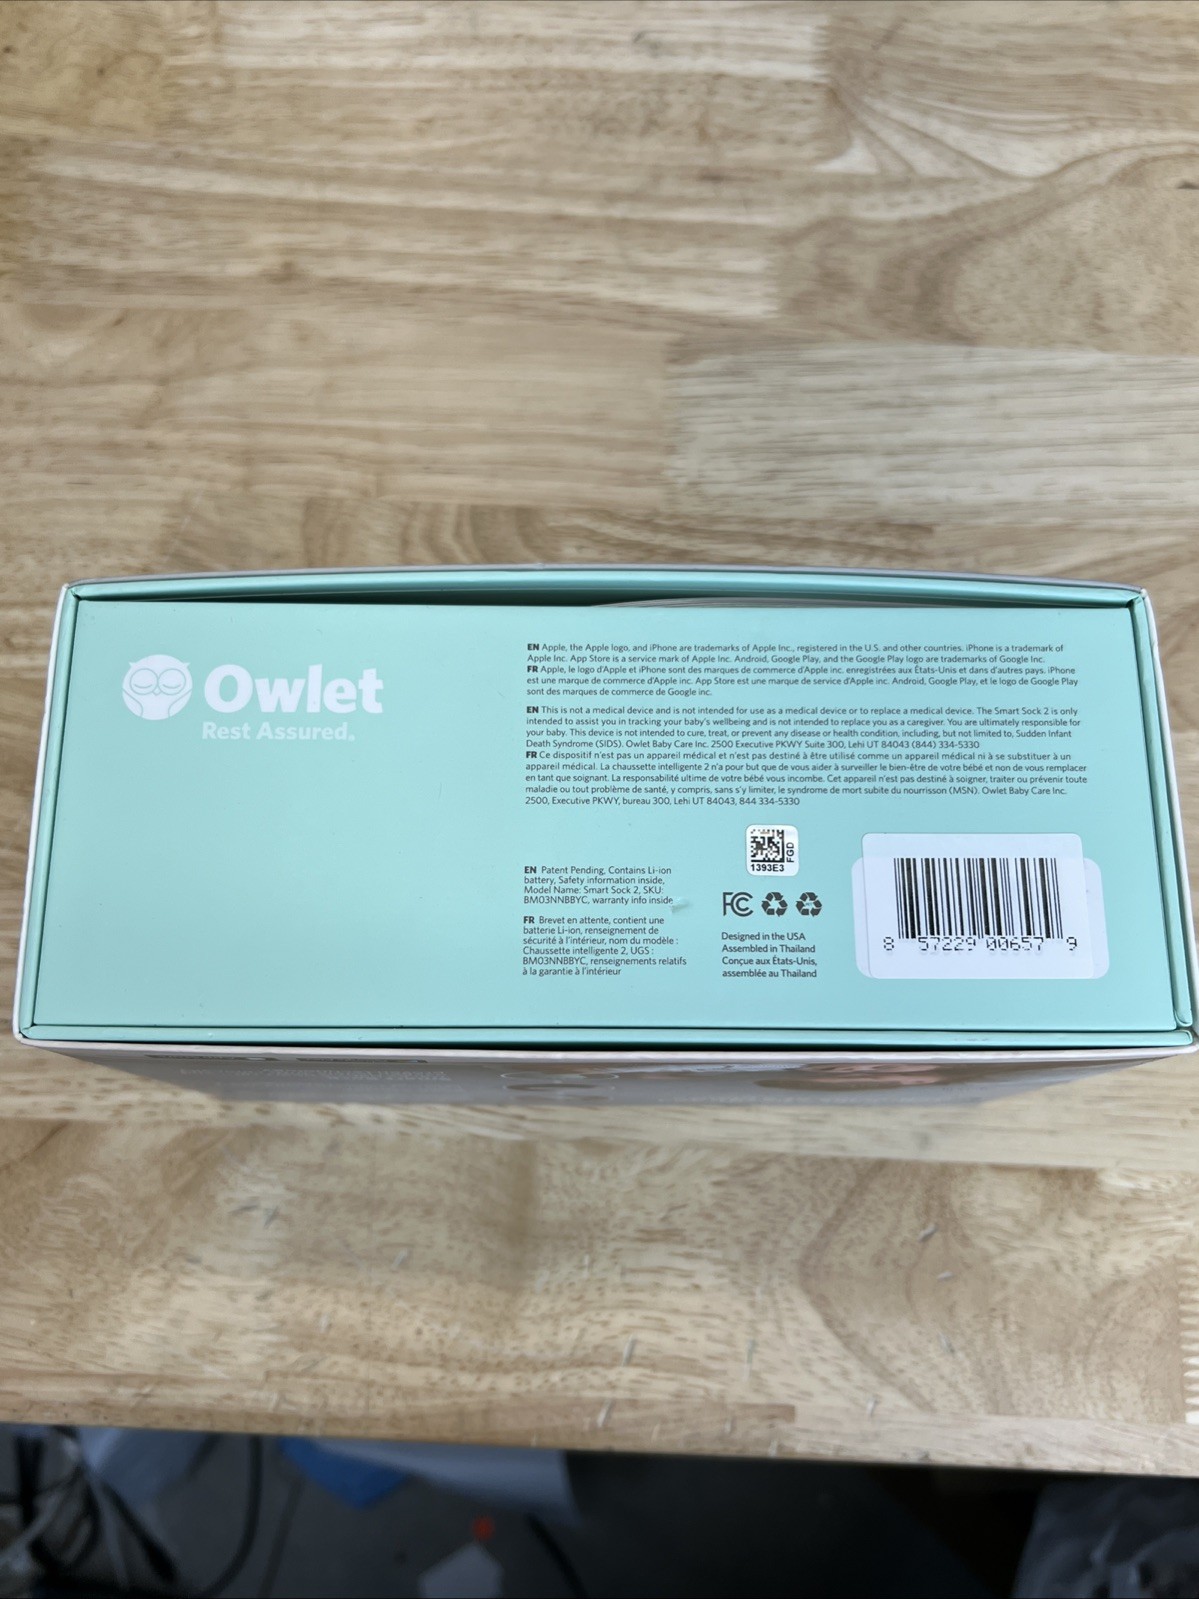 Owlet
Rest Assured.
EN Apple, the Apple logo, and iPhone are trademarks of Apple Inc., registered in the U.S. and other countries. iPhone is a trademark of
Apple Inc. App Store is a service mark of Apple Inc. Android, Google Play, and the Google Play logo are trademarks of Google Inc.
FR Apple, le logo d'Apple et iPhone sont des marques de commerce d'Apple inc. enregistrées aux États-Unis et dans d'autres pays. iPhone
est une marque de commerce d'Apple inc. App Store est une marque de service d'Apple inc. Android, Google Play, et le logo de Google Play
sont des marques de commerce de Google inc.
EN This is not a medical device and is not intended for use as a medical device or to replace a medical device. The Smart Sock 2 is only
intended to assist you in tracking your baby's wellbeing and is not intended to replace you as a caregiver. You are ultimately responsible for
your baby. This device is not intended to cure, treat, or prevent any disease or health condition, including, but not limited to, Sudden Infant
Death Syndrome (SIDS). Owlet Baby Care Inc. 2500 Executive PKWY Suite 300, Lehi UT 84043 (844) 334-5330
FR Ce dispositif n'est pas un appareil médical et n'est pas destiné à être utilisé comme un appareil médical ni à se substituer à un
appareil médical. La chaussette intelligente 2 n'a pour but que de vous aider à surveiller le bien-être de votre bébé et non de vous remplacer
en tant que soignant. La responsabilité ultime de votre bébé vous incombe. Cet appareil n'est pas destiné à soigner, traiter ou prévenir toute
maladie ou tout problème de santé, y compris, sans s'y limiter, le syndrome de mort subite du nourrisson (MSN). Owlet Baby Care Inc.
2500, Executive PKWY, bureau 300, Lehi UT 84043, 844 334-5330
EN Patent Pending, Contains Li-ion
battery, Safety information inside,
Model Name: Smart Sock 2, SKU:
BM03NNBBYC, warranty info inside
FR Brevet en attente, contient une
batterie Li-ion, renseignement de
sécurité à l'intérieur, nom du modèle :
Chaussette intelligente 2, UGS :
BM03NNBBYC, renseignements relatifs
à la garantie à l'intérieur
FGD
1393E3
FC
Designed in the USA
Assembled in Thailand
Conçue aux États-Unis,
assemblée au Thailand
8 57229 00657 9